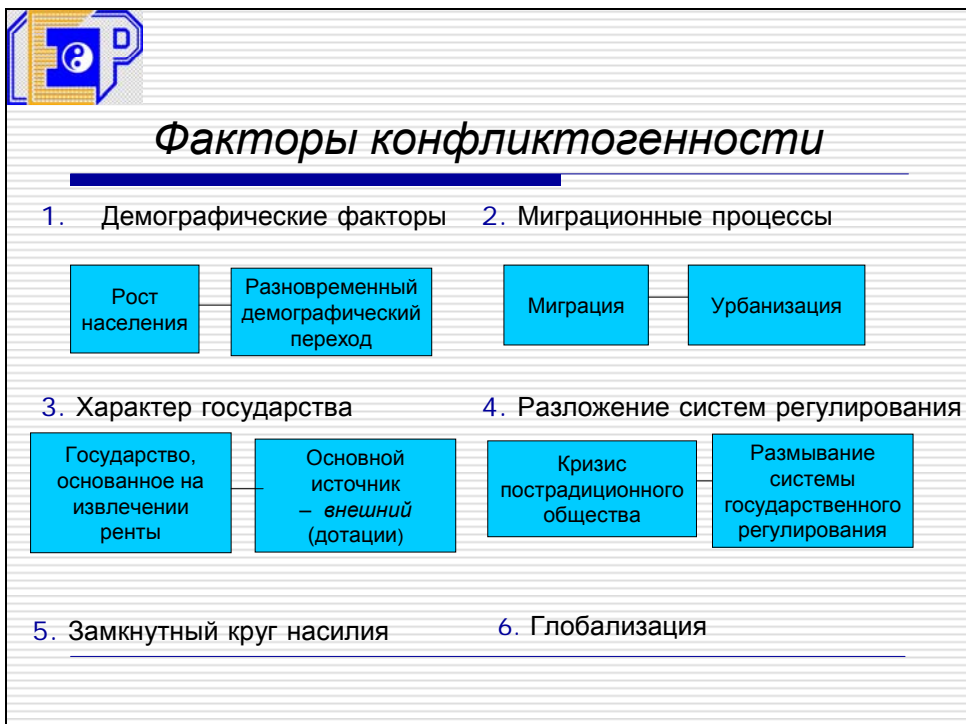 ЕР
Факторы конфликтогенности
1. Демографические факторы
2. Миграционные процессы
Рост
населения
Разновременный
демографический
переход
Миграция
Урбанизация
3. Характер государства
4. Разложение систем регулирования
Государство,
основанное на
извлечении
ренты
Основной
источник
– внешний
(дотации)
Кризис
пострадиционного
общества
Размывание
системы
государственного
регулирования
5. Замкнутный круг насилия
6. Глобализация